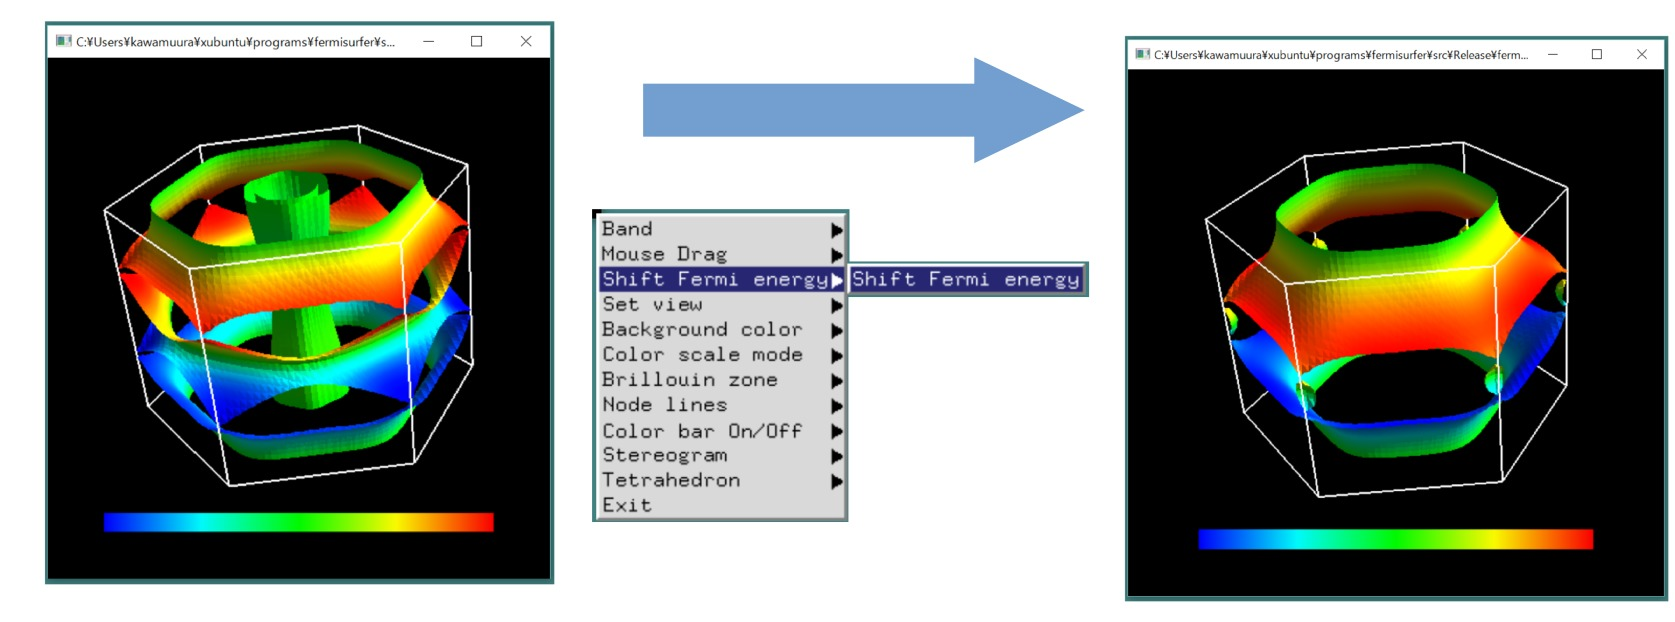 C:¥Users¥kawamuura¥xubuntu¥programs¥fermisurfer¥s...
C:¥Users¥kawamuura¥xubuntu¥programs¥fermisurfer¥src¥Release¥ferm...
Band
Mouse Drag
Shift Fermi energy
Shift Fermi energy
Set view
Background color
Color scale mode
Brillouin zone
Node lines
Color bar On/Off
Stereogram
Tetrahedron
Exit